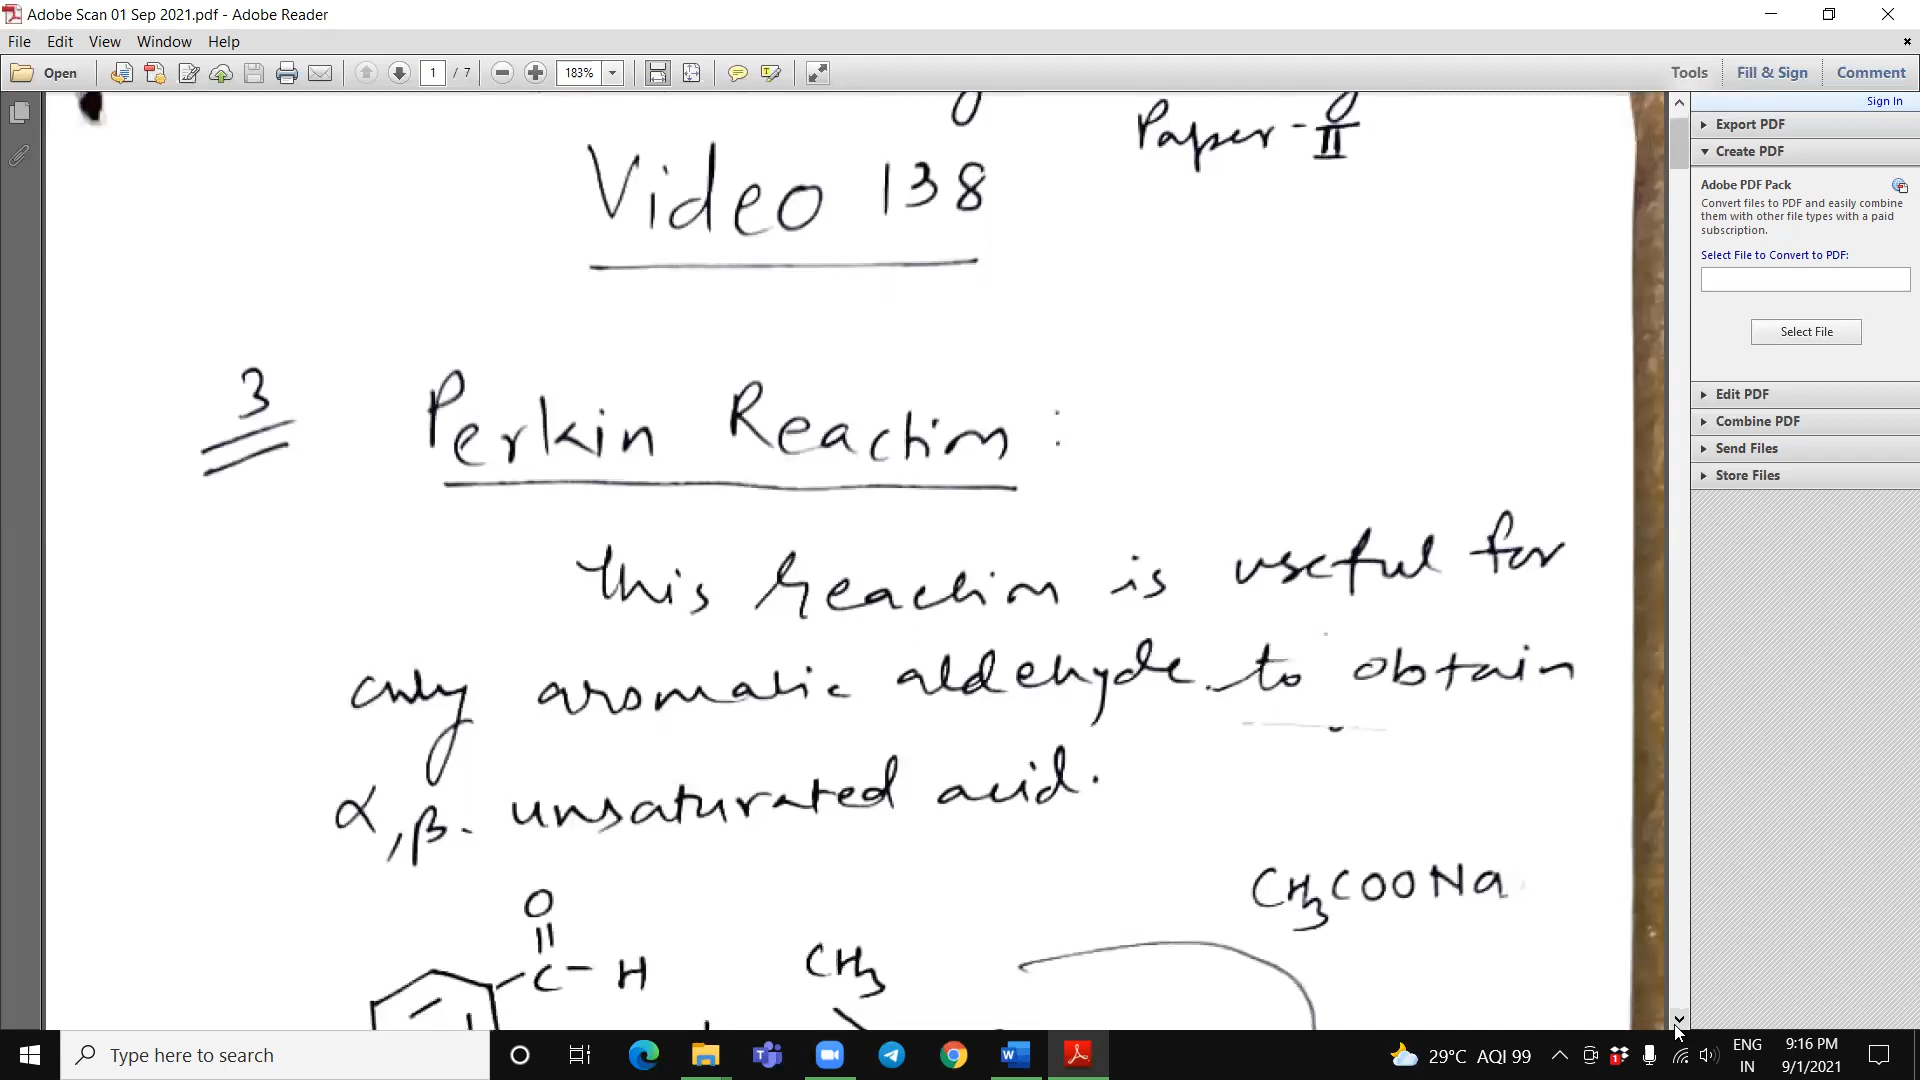 Adobe Scan 01 Sep 2021.pdf - Adobe Reader
File Edit View Window Help
Open 1 / 7 183% Tools Fill & Sign Comment
Sign In
Export PDF
Create PDF
Adobe PDF Pack
Convert files to PDF and easily combine
them with other file types with a paid
subscription.
Select File to Convert to PDF:
Select File
Edit PDF
Combine PDF
Send Files
Store Files
Paper - II
Video 138
3 Perkin Reaction :
This reaction is useful for
only aromatic aldehyde to obtain
α, β- unsaturated acid.
CH3COONa
O
C - H
CH3
Type here to search
29°C AQI 99
ENG
IN
9:16 PM
9/1/2021